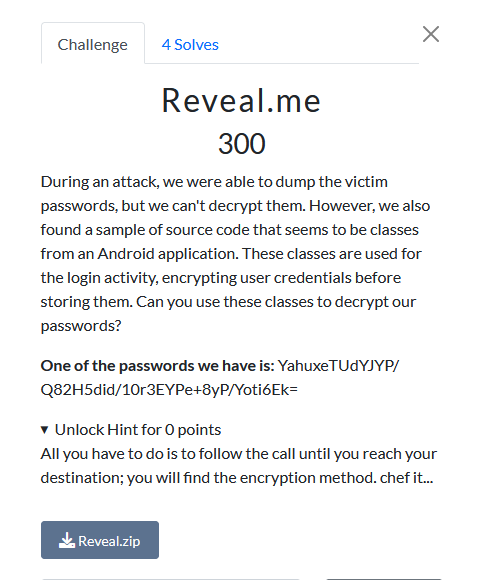 Challenge
4 Solves
Reveal.me
300
During an attack, we were able to dump the victim
passwords, but we can't decrypt them. However, we also
found a sample of source code that seems to be classes
from an Android application. These classes are used for
the login activity, encrypting user credentials before
storing them. Can you use these classes to decrypt our
passwords?
One of the passwords we have is: YahuxeTUdYJYP/
Q82H5did/10r3EYPe+8yP/Yoti6Ek=
▼ Unlock Hint for 0 points
All you have to do is to follow the call until you reach your
destination; you will find the encryption method. chef it...
Reveal.zip